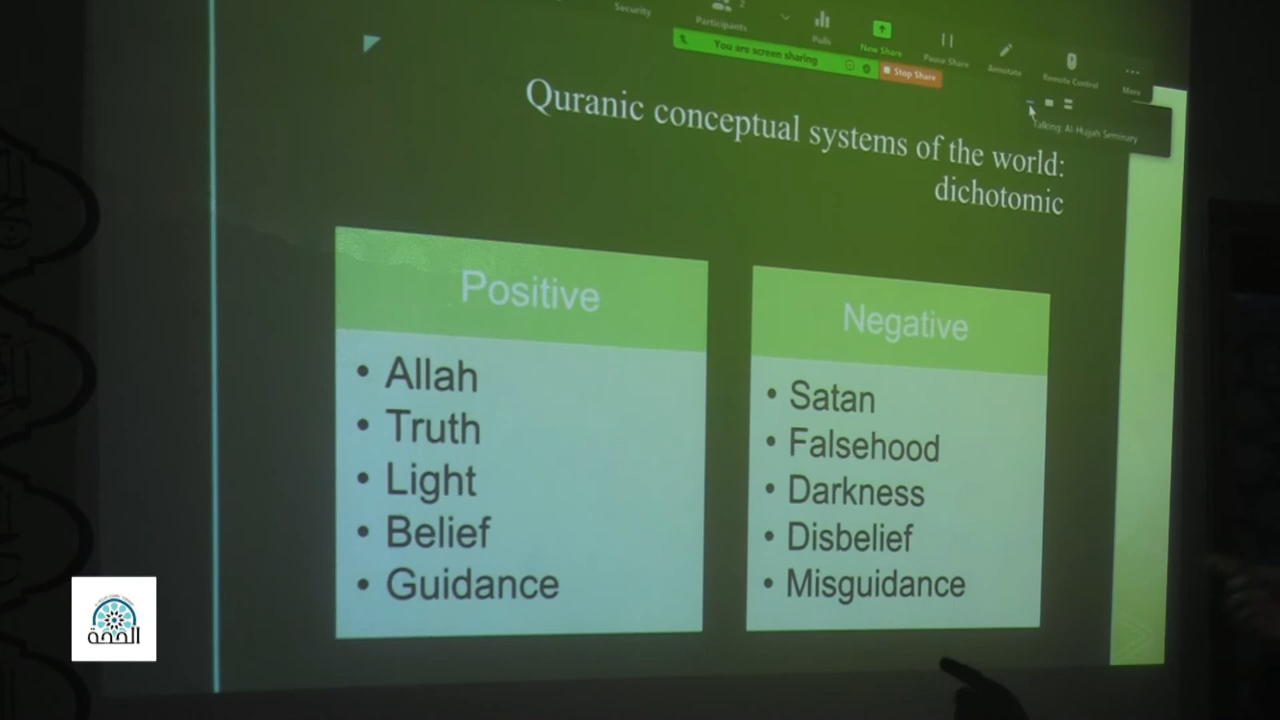 Security
Participants
2
Polls
New Share
Pause Share
Annotate
Remote Control
More
You are screen sharing
Stop Share
Talking: Al-Hujjah Seminary
Quranic conceptual systems of the world:
dichotomic
Positive
• Allah
• Truth
• Light
• Belief
• Guidance
Negative
• Satan
• Falsehood
• Darkness
• Disbelief
• Misguidance
الحجة